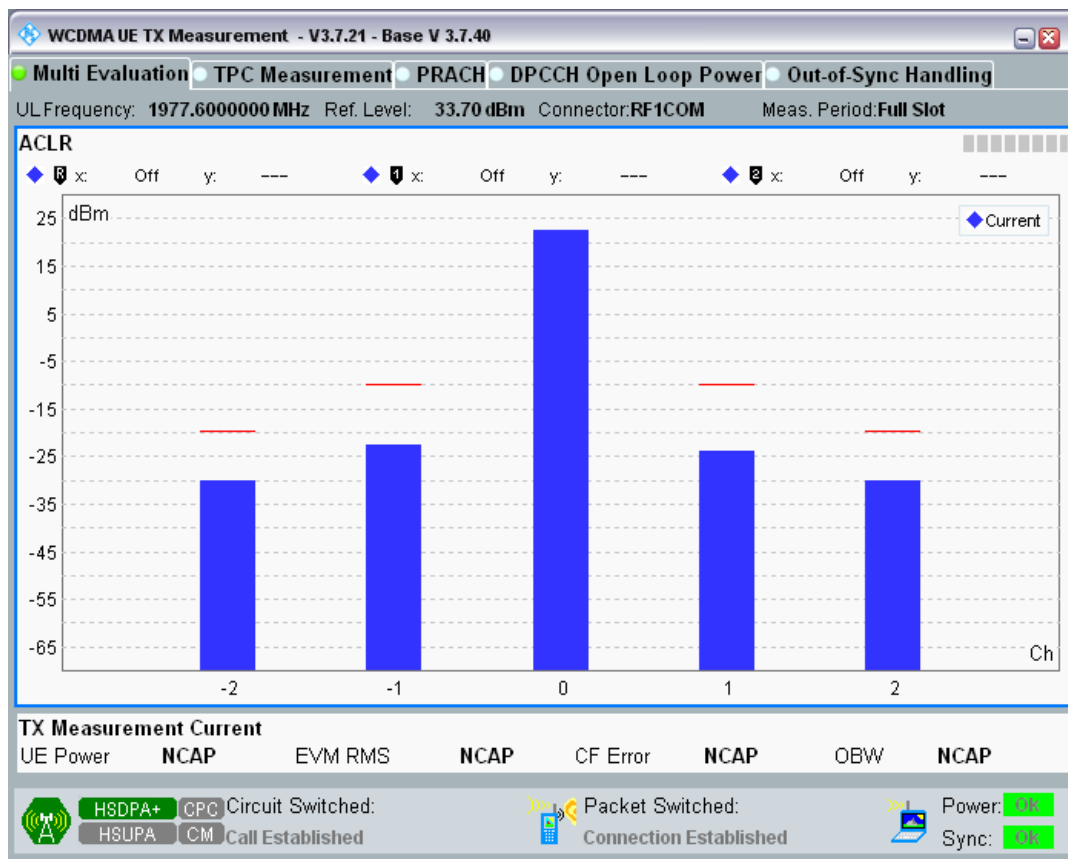 WCDMA UE TX Measurement - V3.7.21 - Base V 3.7.40
Multi Evaluation TPC Measurement PRACH DPCCH Open Loop Power Out-of-Sync Handling
UL Frequency: 1977.6000000 MHz Ref. Level: 33.70 dBm Connector:RF1COM Meas. Period:Full Slot
ACLR
R x: Off y: --- 1 x: Off y: --- 2 x: Off y: ---
dBm
Current
25
15
5
-5
-15
-25
-35
-45
-55
-65
Ch
-2 -1 0 1 2
TX Measurement Current
UE Power NCAP EVM RMS NCAP CF Error NCAP OBW NCAP
HSDPA+ CPC Circuit Switched: Packet Switched: Power: OK
HSUPA CM Call Established Connection Established Sync: OK